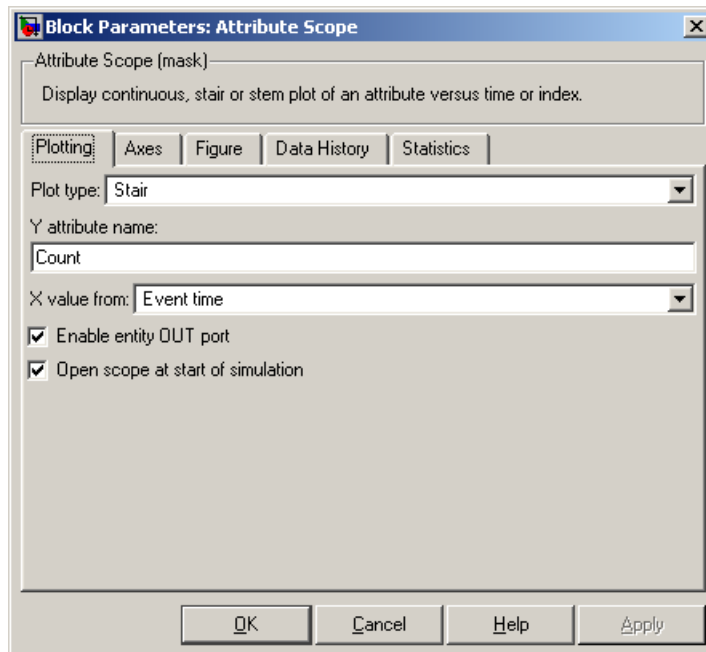 Block Parameters: Attribute Scope
Attribute Scope (mask)
Display continuous, stair or stem plot of an attribute versus time or index.
Plotting Axes Figure Data History Statistics
Plot type: Stair
Y attribute name:
Count
X value from: Event time
Enable entity OUT port
Open scope at start of simulation
OK Cancel Help Apply